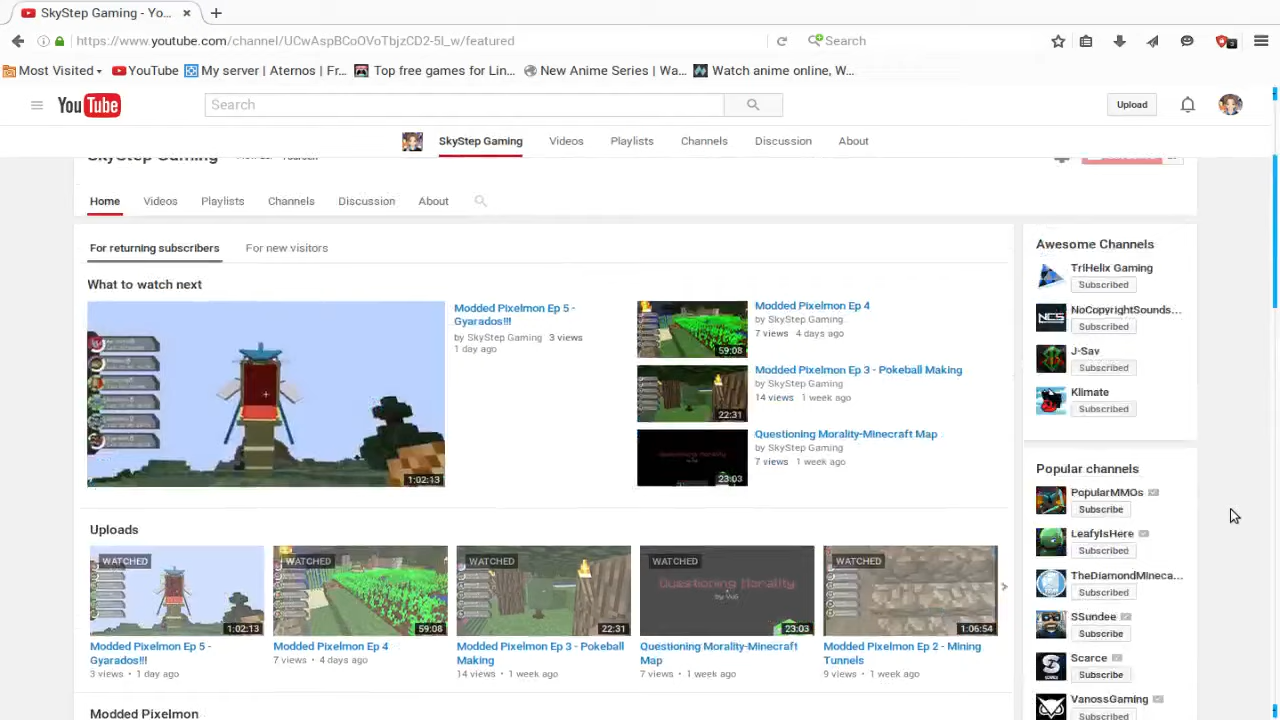 SkyStep Gaming - Yo...
https://www.youtube.com/channel/UCwAspBCoOVoTbjzCD2-5l_w/featured
Search
Most Visited
YouTube
My server | Aternos | Fr...
Top free games for Lin...
New Anime Series | Wa...
Watch anime online, W...
YouTube
Search
Upload
SkyStep Gaming
Videos
Playlists
Channels
Discussion
About
SkyStep Gaming
Home
Videos
Playlists
Channels
Discussion
About
For returning subscribers
For new visitors
What to watch next
1:02:13
Modded Pixelmon Ep 5 -
Gyarados!!!
by SkyStep Gaming 3 views
1 day ago
59:08
Modded Pixelmon Ep 4
by SkyStep Gaming
7 views 4 days ago
22:31
Modded Pixelmon Ep 3 - Pokeball Making
by SkyStep Gaming
14 views 1 week ago
23:03
Questioning Morality-Minecraft Map
by SkyStep Gaming
7 views 1 week ago
Uploads
WATCHED
1:02:13
Modded Pixelmon Ep 5 -
Gyarados!!!
3 views • 1 day ago
WATCHED
59:08
Modded Pixelmon Ep 4
7 views • 4 days ago
WATCHED
22:31
Modded Pixelmon Ep 3 - Pokeball
Making
14 views • 1 week ago
WATCHED
Questioning Morality
23:03
Questioning Morality-Minecraft
Map
7 views • 1 week ago
WATCHED
1:06:54
Modded Pixelmon Ep 2 - Mining
Tunnels
9 views • 1 week ago
Modded Pixelmon
Awesome Channels
TriHelix Gaming
Subscribed
NCS
NoCopyrightSounds...
Subscribed
J-Sav
Subscribed
Klimate
Subscribed
Popular channels
PopularMMOs
Subscribe
LeafyIsHere
Subscribed
TheDiamondMineca...
Subscribed
SSundee
Subscribe
Scarce
Subscribe
VanossGaming
Subscribed